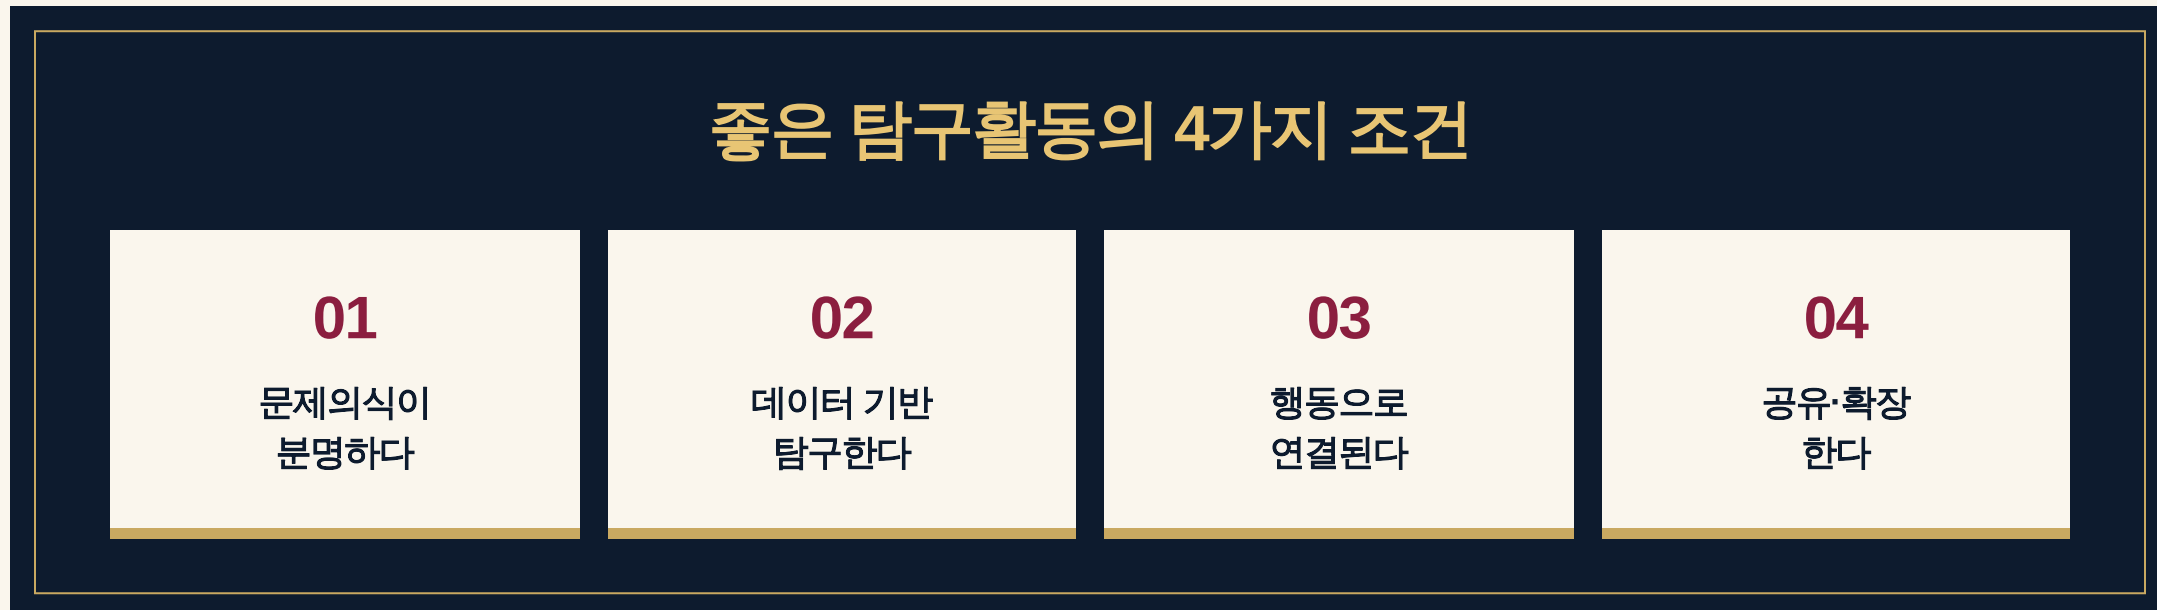 좋은 탐구활동의 4가지 조건
01
문제의식이
분명하다
02
데이터 기반
탐구한다
03
행동으로
연결된다
04
공유·확장
한다